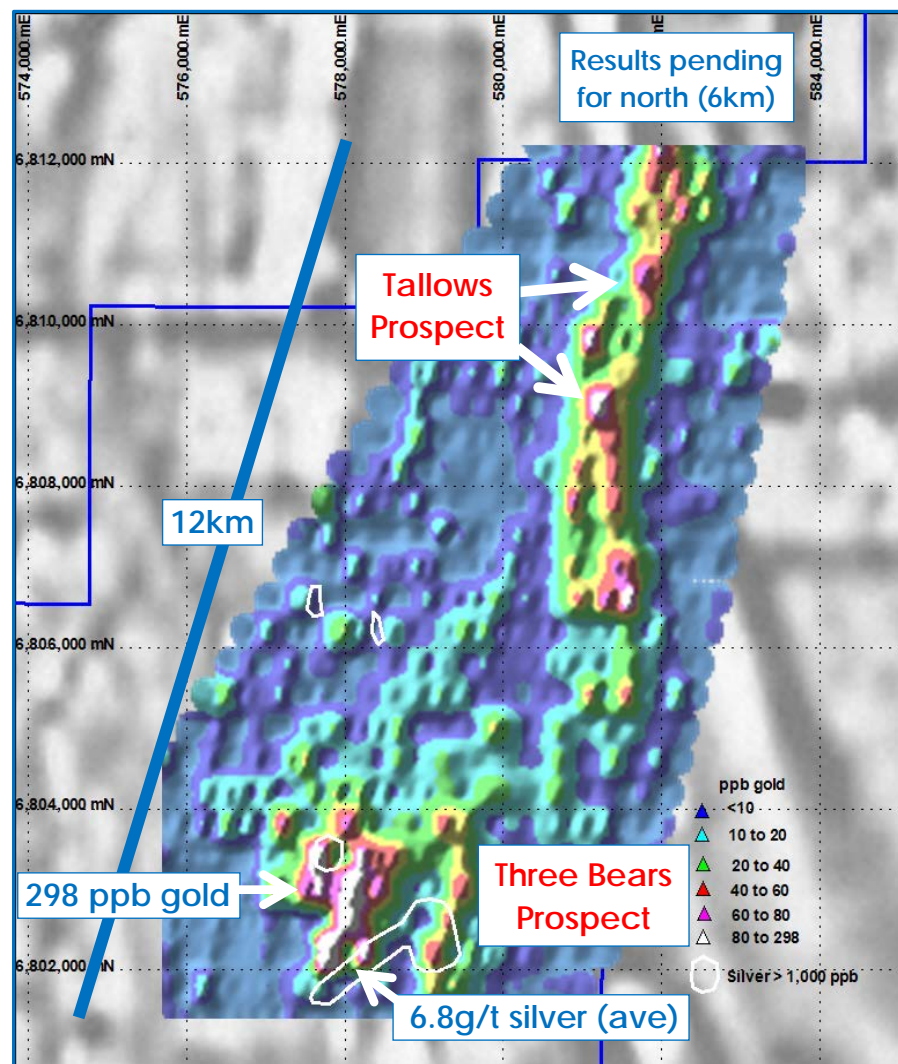 574,000 mE
576,000 mE
578,000 mE
580,000 mE
000 mE
584,000 mE
Results pending
for north (6km)
6,812,000 mN
Tallows
Prospect
6,810,000 mN
6,808,000 mN
12km
6,806,000 mN
6,804,000 mN
ppb gold
<10
10 to 20
20 to 40
40 to 60
60 to 80
80 to 298
Silver > 1,000 ppb
Three Bears
Prospect
298 ppb gold
6,802,000 mN
6.8g/t silver (ave)